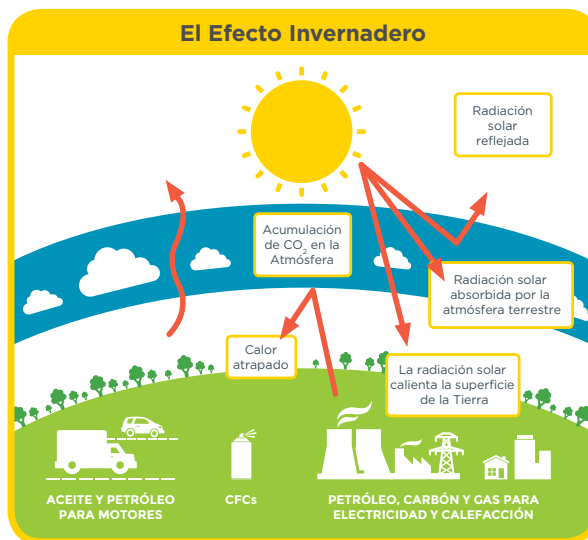 El Efecto Invernadero
Radiación
solar
reflejada
Acumulación
de CO₂ en la
Atmósfera
Radiación solar
absorbida por la
atmósfera terrestre
Calor
atrapado
La radiación solar
calienta la superficie
de la Tierra
ACEITE Y PETRÓLEO
PARA MOTORES
CFCs
PETRÓLEO, CARBÓN Y GAS PARA
ELECTRICIDAD Y CALEFACCIÓN